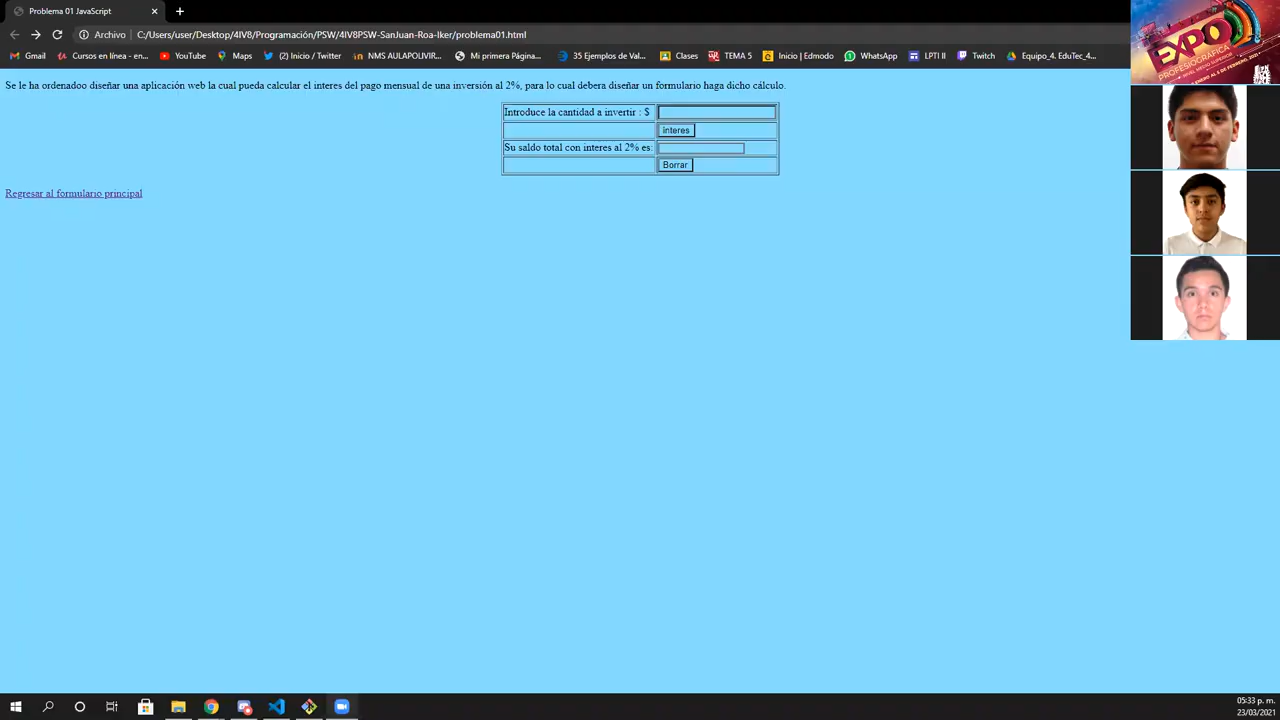 Problema 01 JavaScript
Archivo | C:/Users/user/Desktop/4IV8/Programación/PSW/4IV8PSW-SanJuan-Roa-Iker/problema01.html
Gmail Cursos en línea - en... YouTube Maps (2) Inicio / Twitter NMS AULAPOLIVIR... Mi primera Página... 35 Ejemplos de Val... Clases TEMA 5 Inicio | Edmodo WhatsApp LPTI II Twitch Equipo_4. EduTec_4...
Se le ha ordenadoo diseñar una aplicación web la cual pueda calcular el interes del pago mensual de una inversión al 2%, para lo cual debera diseñar un formulario haga dicho cálculo.
Introduce la cantidad a invertir : $
interes
Su saldo total con interes al 2% es:
Borrar
Regresar al formulario principal
EXPO
PROFESIOGRÁFICA
05:33 p. m.
23/03/2021